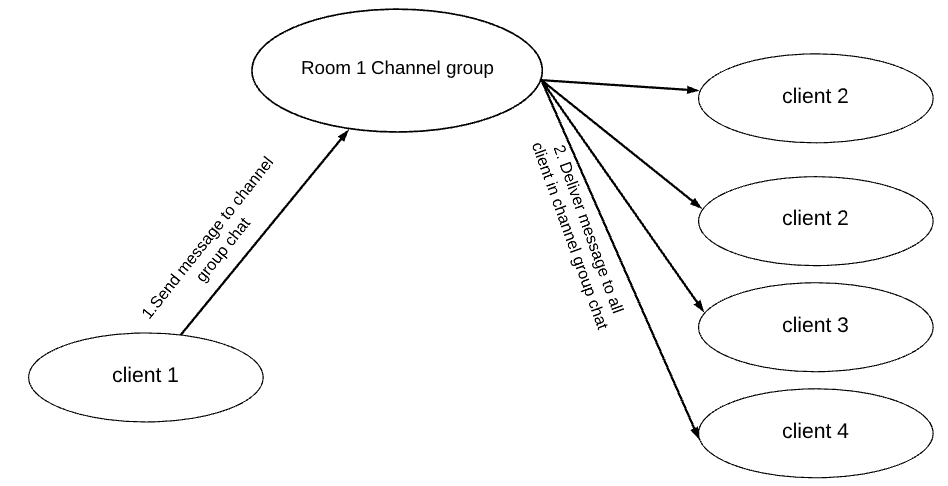 Room 1 Channel group
client 2
1.Send message to channel
group chat
2. Deliver message to all
client in channel group chat
client 2
client 3
client 1
client 4